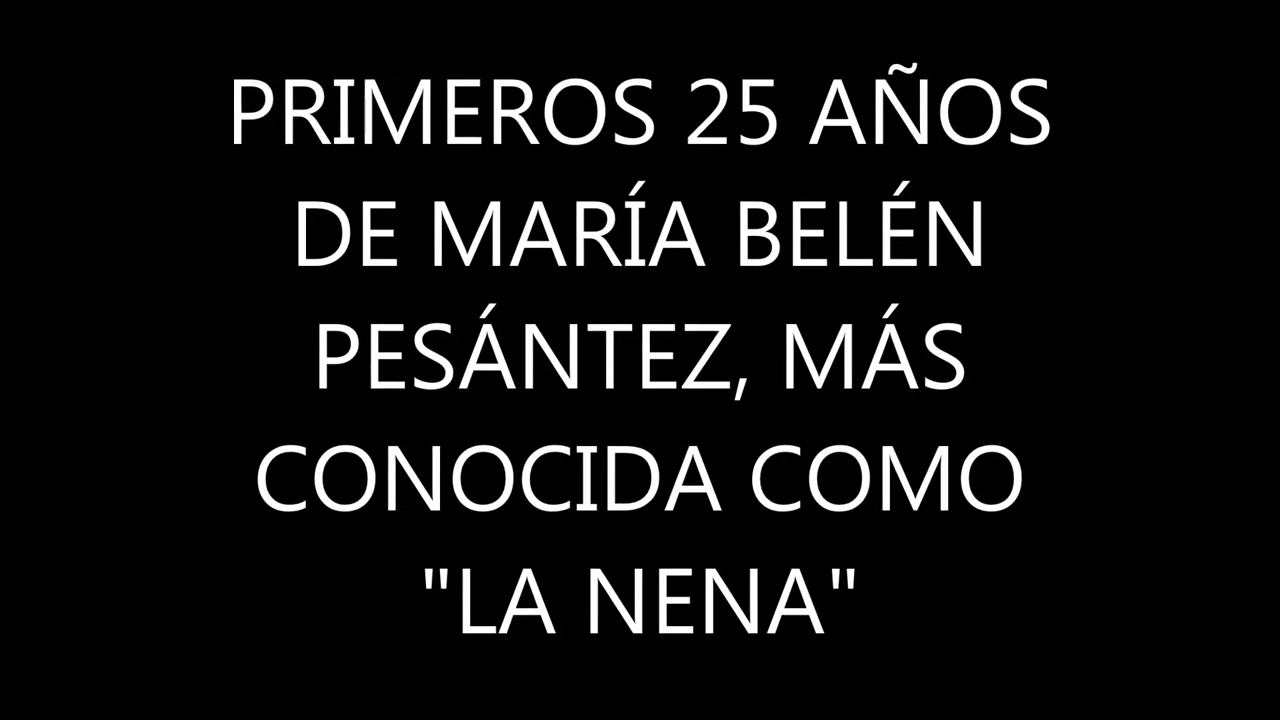 PRIMEROS 25 AÑOS
DE MARÍA BELÉN
PESÁNTEZ, MÁS
CONOCIDA COMO
"LA NENA"